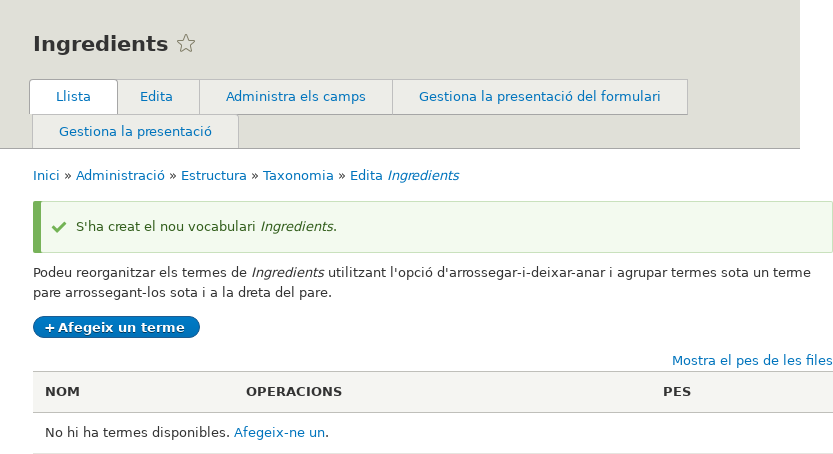 Ingredients
Llista
Edita
Administra els camps
Gestiona la presentació del formulari
Gestiona la presentació
Inici » Administració » Estructura » Taxonomia » Edita Ingredients
S'ha creat el nou vocabulari Ingredients.
Podeu reorganitzar els termes de Ingredients utilitzant l'opció d'arrossegar-i-deixar-anar i agrupar termes sota un terme
pare arrossegant-los sota i a la dreta del pare.
+ Afegeix un terme
Mostra el pes de les files
NOM OPERACIONS PES
No hi ha termes disponibles. Afegeix-ne un.